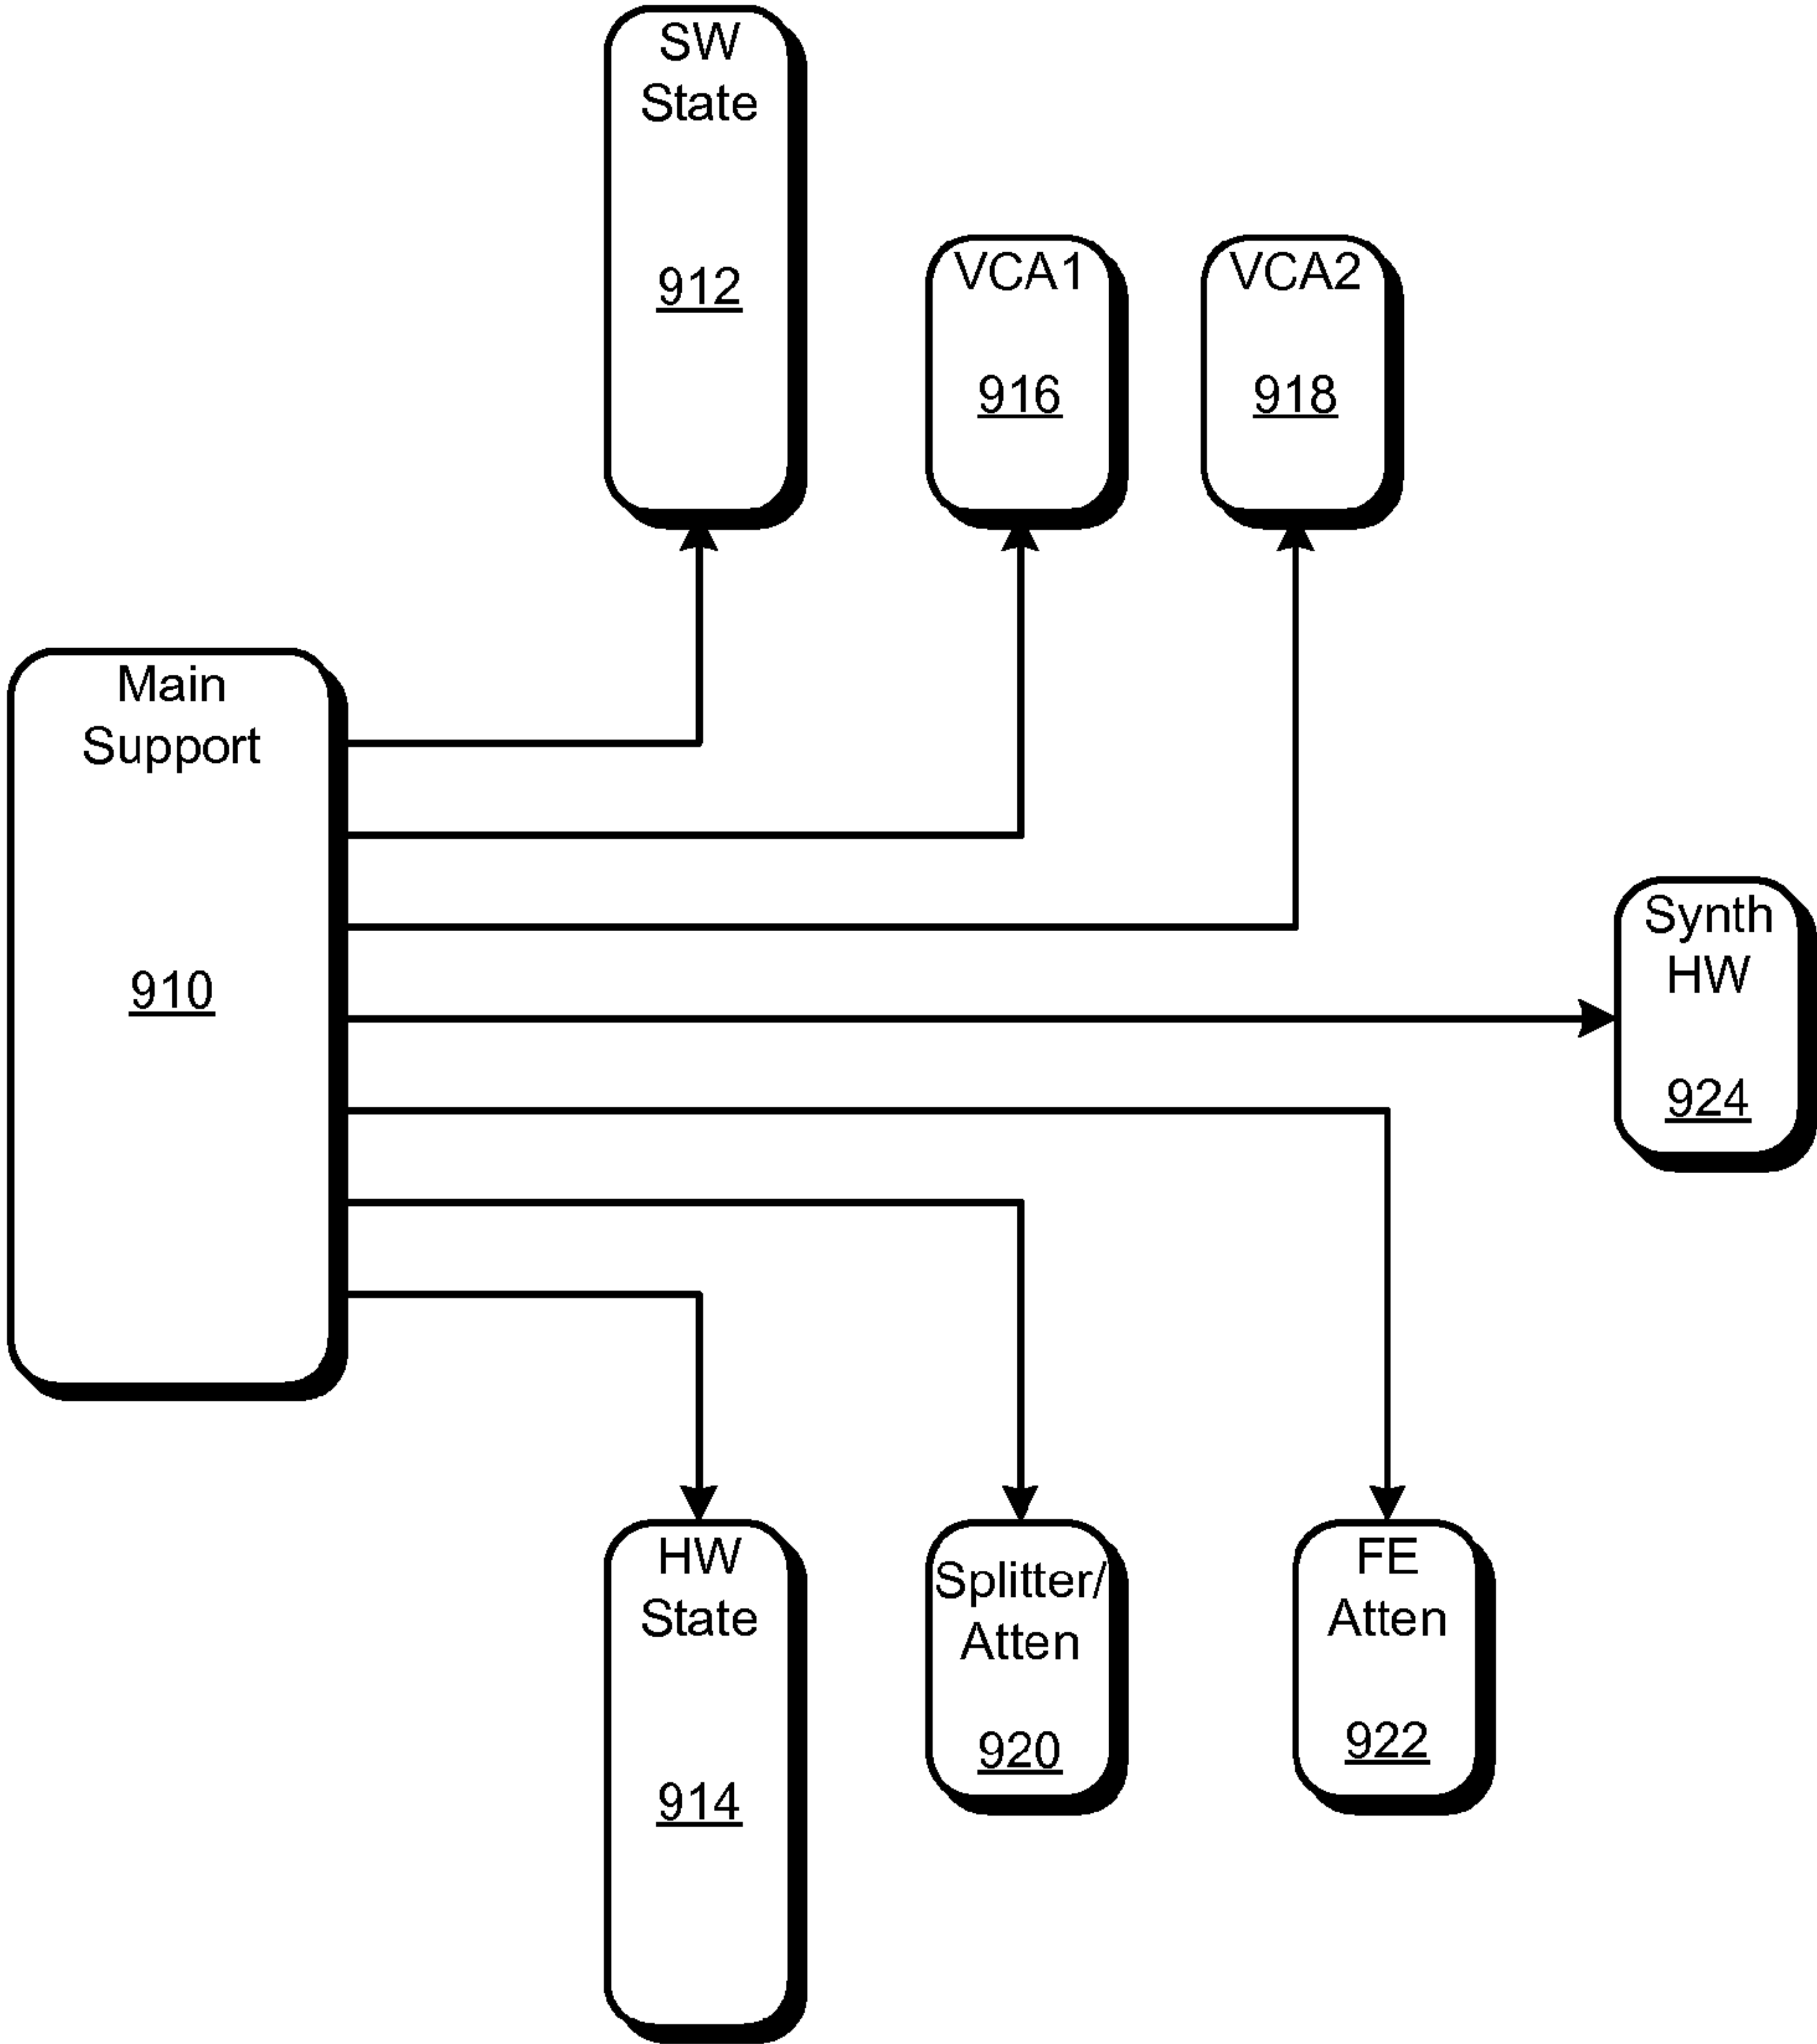 SW
State
912
VCA1
916
VCA2
918
Main
Support
910
Synth
HW
924
HW
State
914
Splitter/
Atten
920
FE
Atten
922